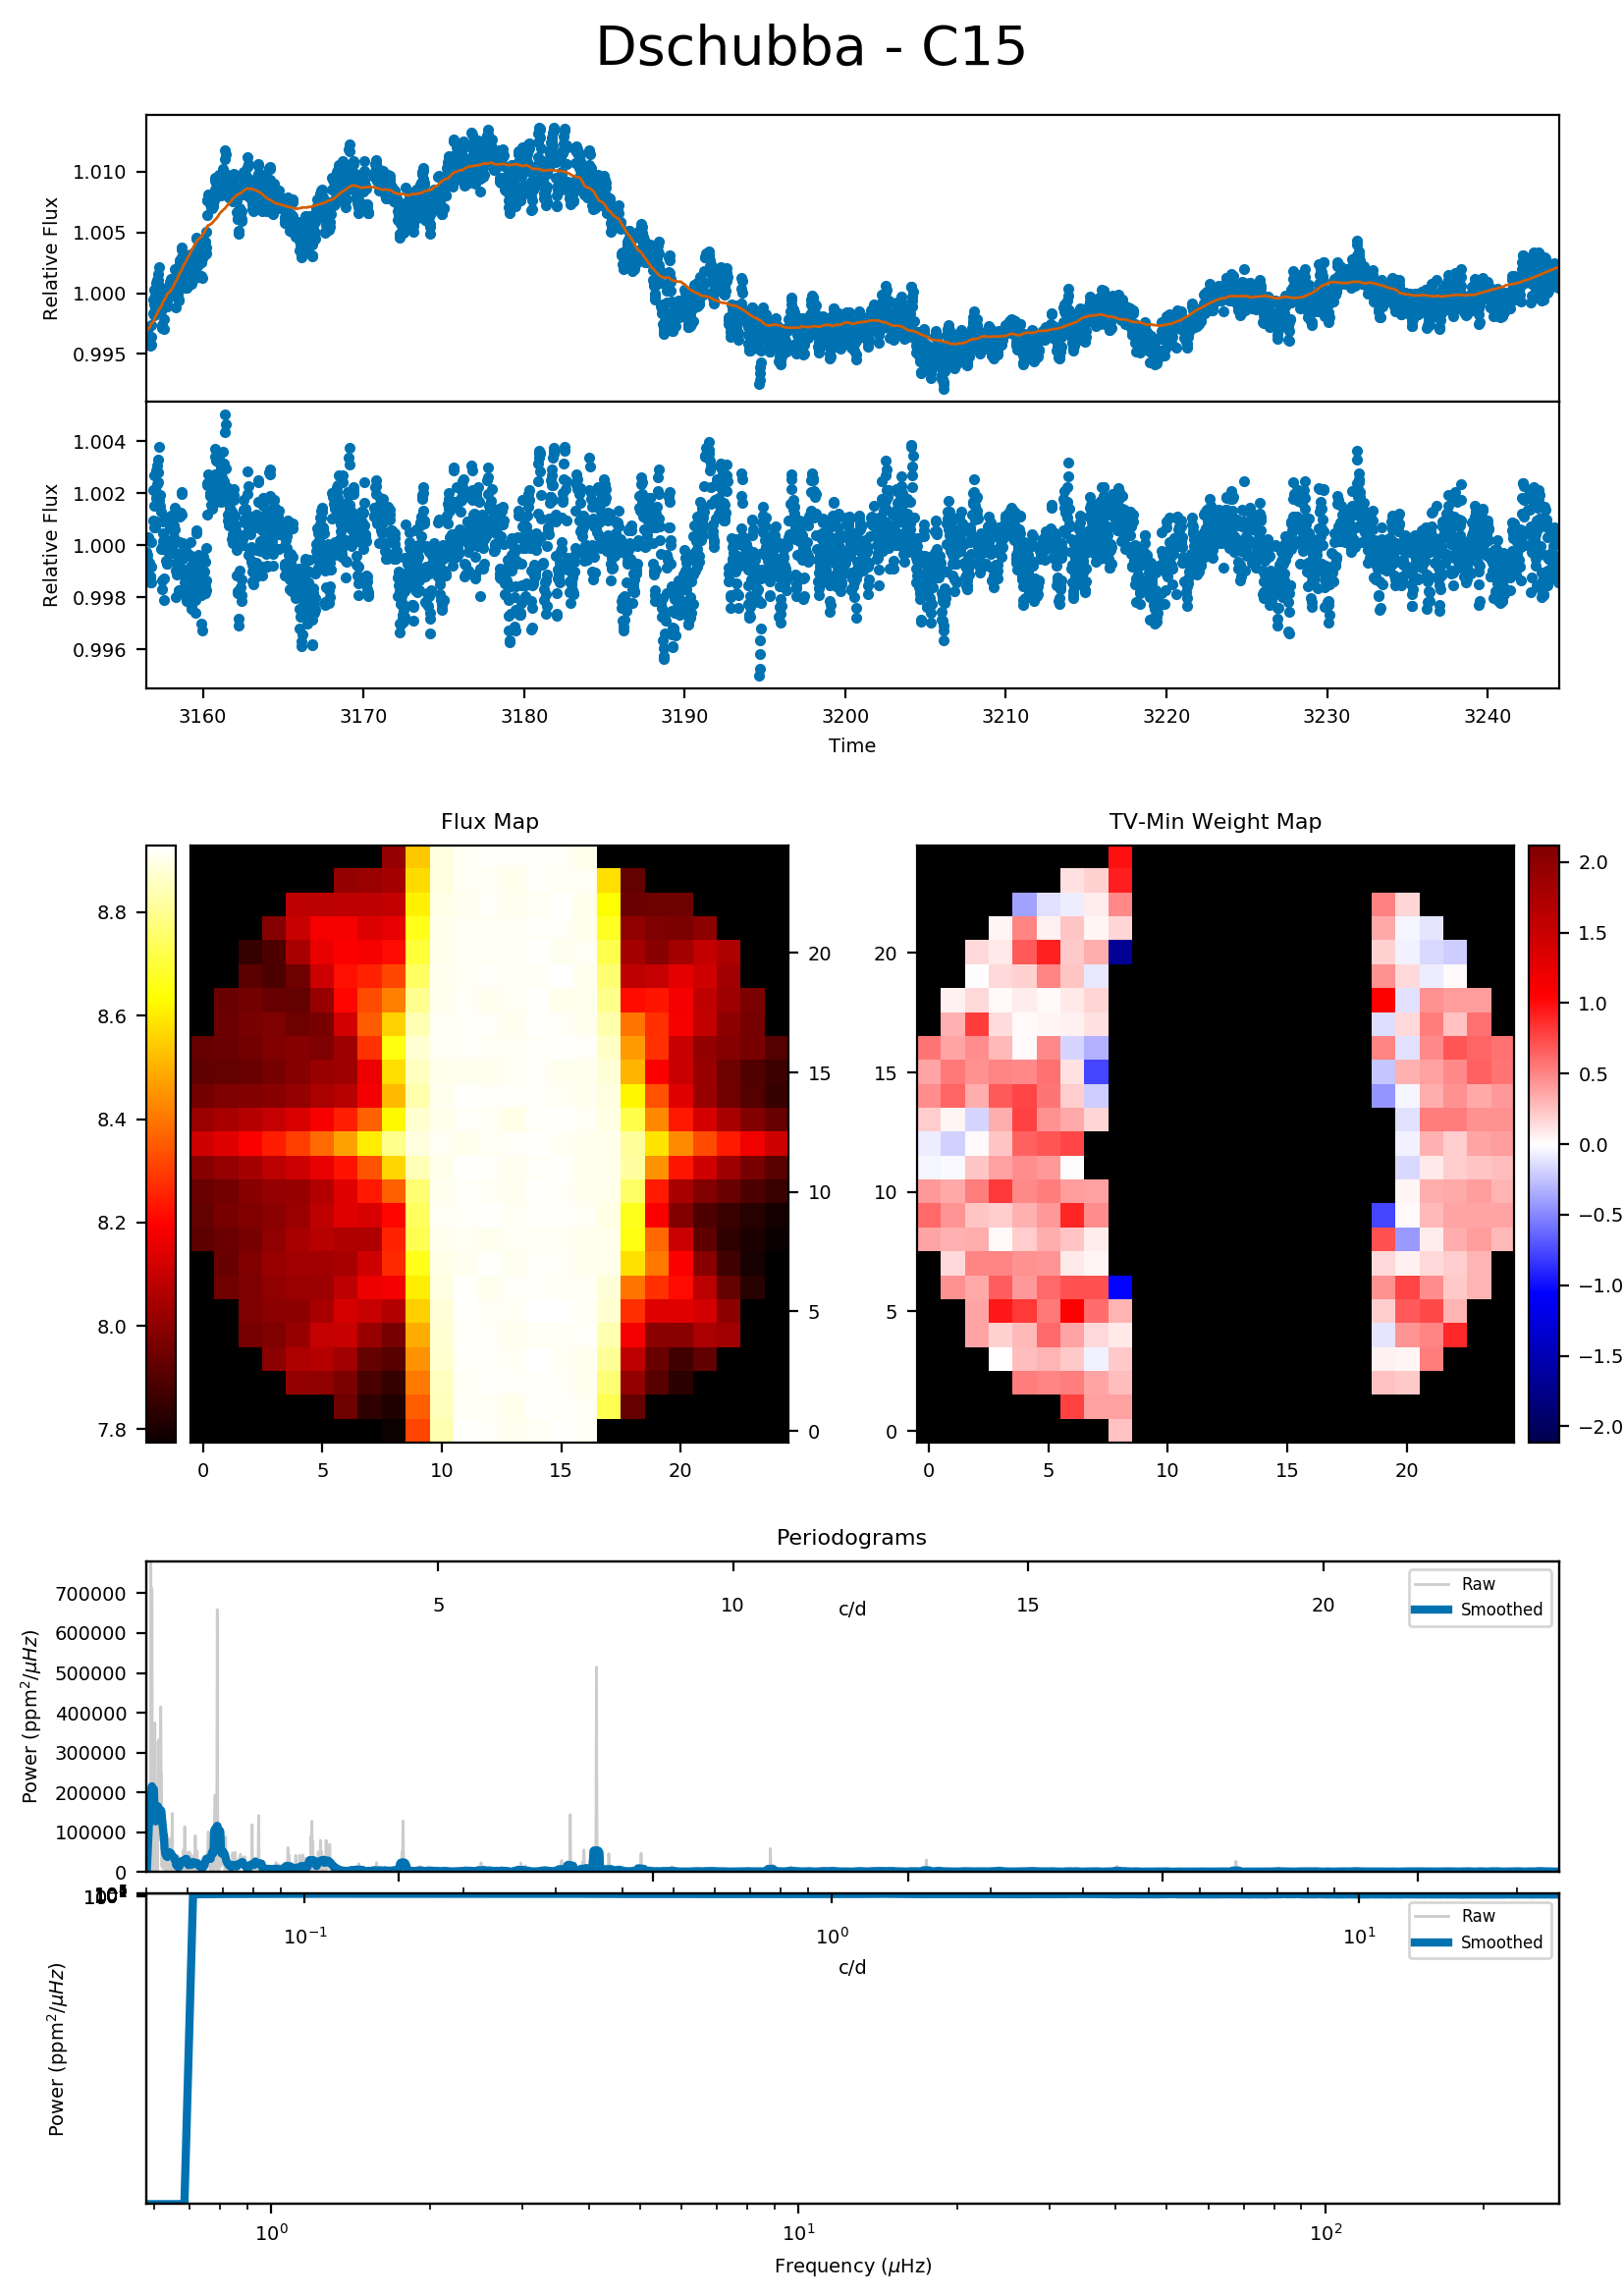 Dschubba - C15
1.010
1.005
1.000
0.995
Relative Flux
1.004
1.002
1.000
0.998
0.996
Relative Flux
3160 3170 3180 3190 3200 3210 3220 3230 3240
Time
Flux Map
TV-Min Weight Map
8.8
8.6
8.4
8.2
8.0
7.8
20
15
10
5
0
0 5 10 15 20
20
15
10
5
0
0 5 10 15 20
2.0
1.5
1.0
0.5
0.0
−0.5
−1.0
−1.5
−2.0
Periodograms
700000
600000
500000
400000
300000
200000
100000
0
Power (ppm²/μHz)
5 10 15 20
c/d
Raw
Smoothed
10⁻¹ 10⁰ 10¹
c/d
Raw
Smoothed
Power (ppm²/μHz)
10⁰ 10¹ 10²
Frequency (μHz)